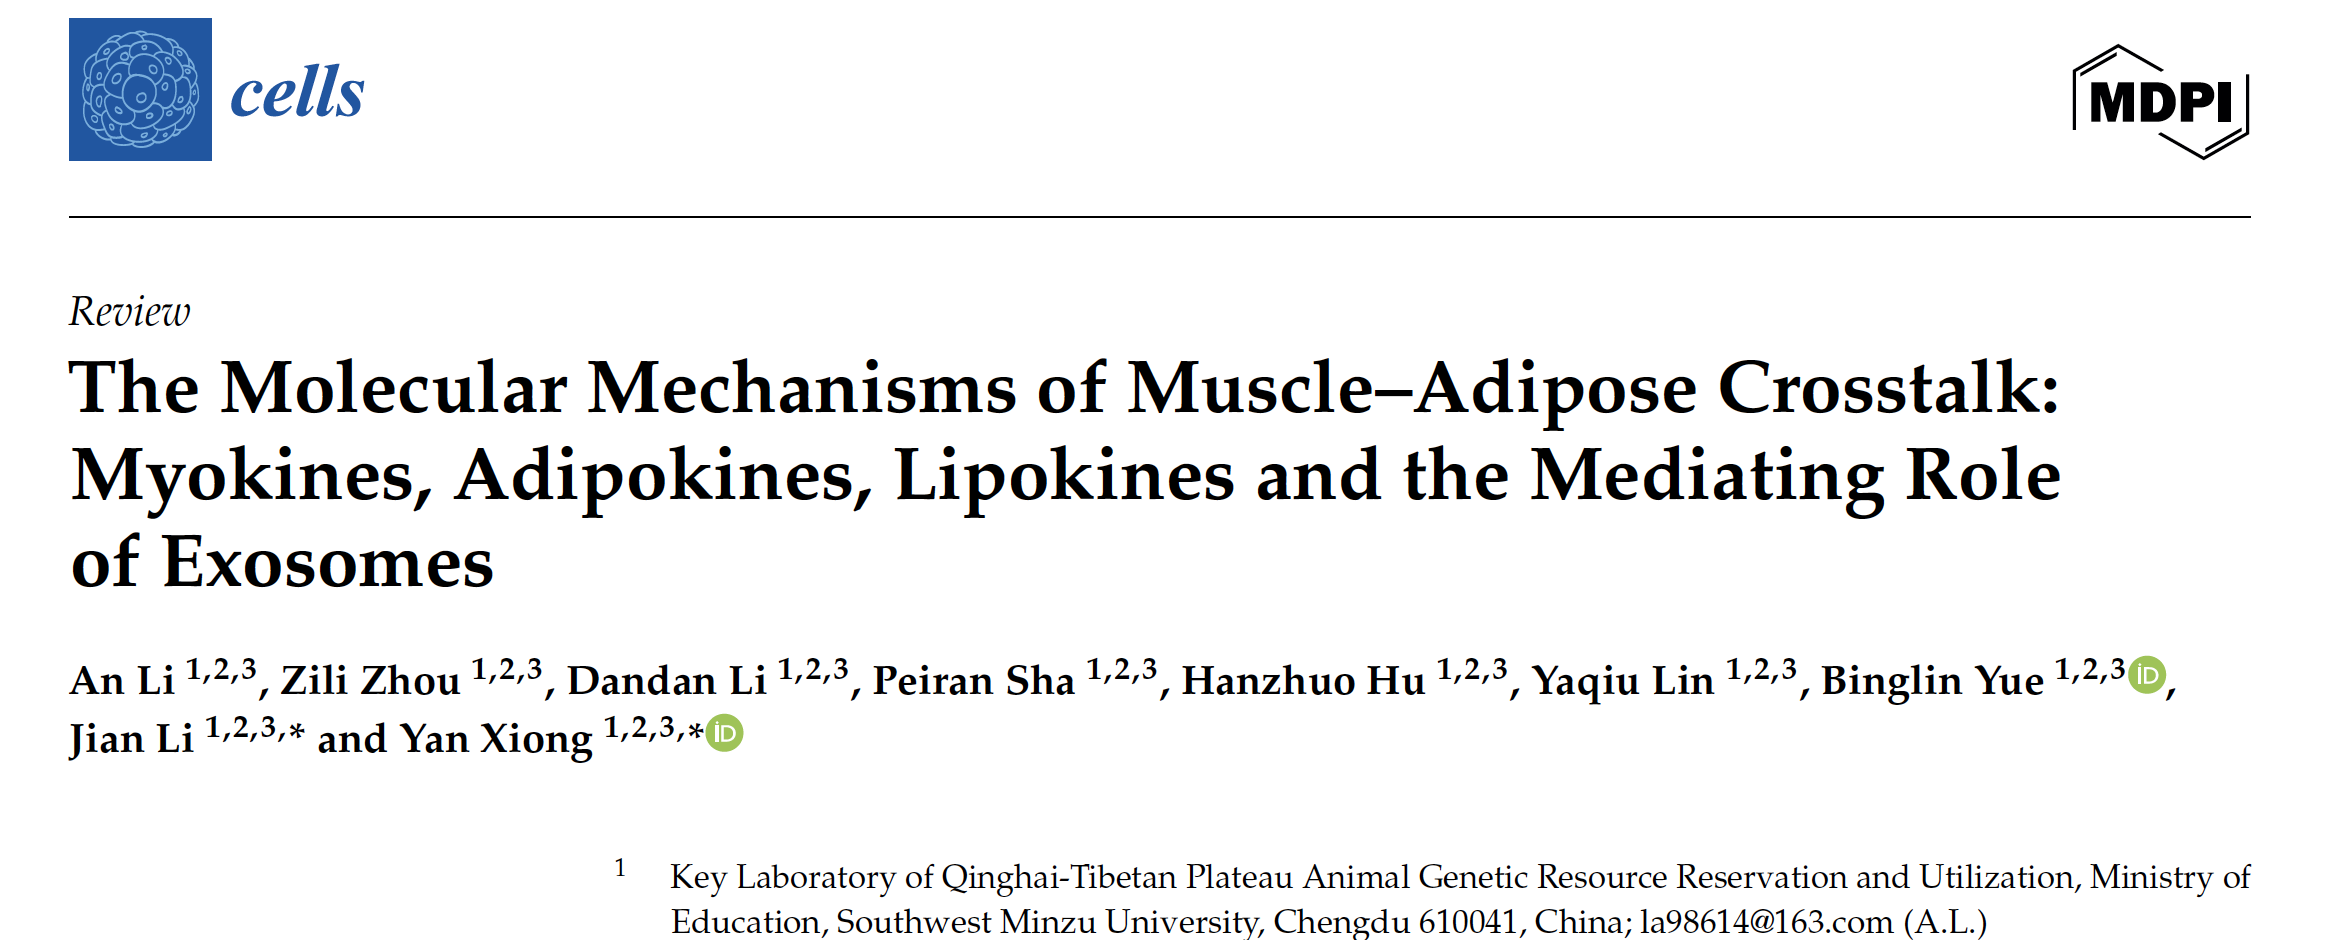 cells
MDPI
Review
The Molecular Mechanisms of Muscle–Adipose Crosstalk:
Myokines, Adipokines, Lipokines and the Mediating Role
of Exosomes
An Li 1,2,3, Zili Zhou 1,2,3, Dandan Li 1,2,3, Peiran Sha 1,2,3, Hanzhuo Hu 1,2,3, Yaqiu Lin 1,2,3, Binglin Yue 1,2,3 iD,
Jian Li 1,2,3,* and Yan Xiong 1,2,3,* iD
1 Key Laboratory of Qinghai-Tibetan Plateau Animal Genetic Resource Reservation and Utilization, Ministry of
Education, Southwest Minzu University, Chengdu 610041, China; la98614@163.com (A.L.)